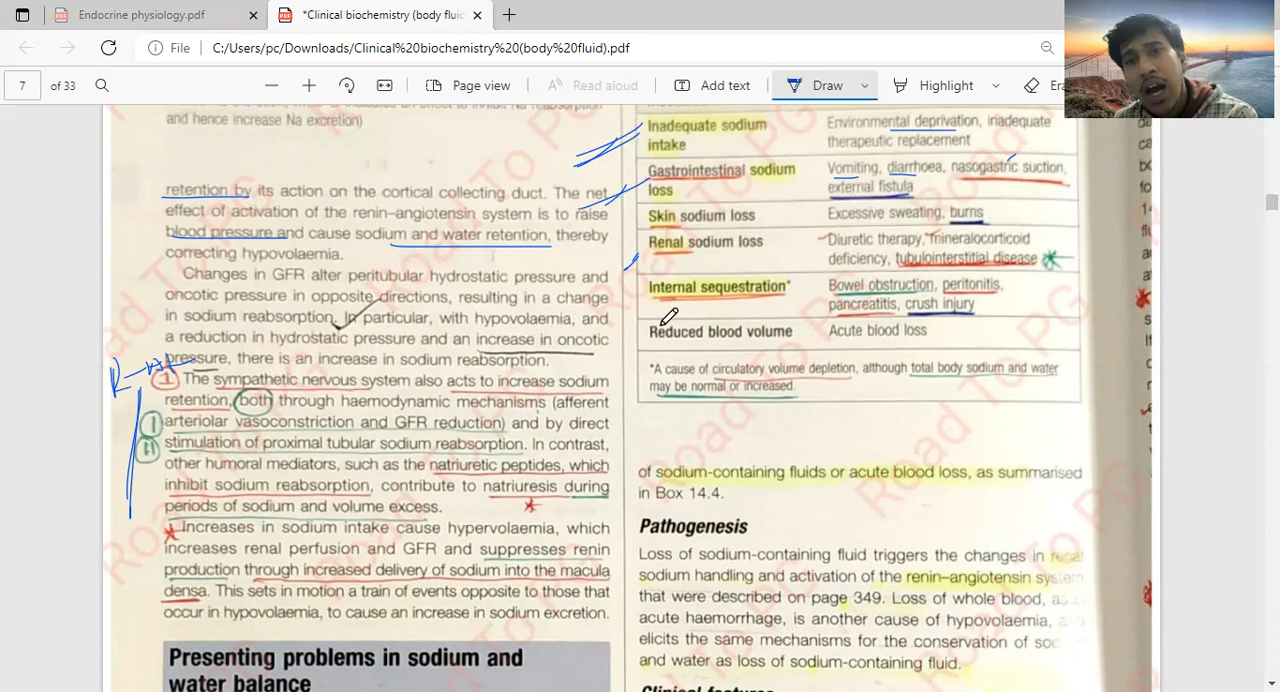 Endocrine physiology.pdf
*Clinical biochemistry (body fluid
File
C:/Users/pc/Downloads/Clinical%20biochemistry%20(body%20fluid).pdf
7 of 33
Page view
Read aloud
Add text
Draw
Highlight
Era
and hence increase Na excretion)
retention by its action on the cortical collecting duct. The net
effect of activation of the renin–angiotensin system is to raise
blood pressure and cause sodium and water retention, thereby
correcting hypovolaemia.
Changes in GFR alter peritubular hydrostatic pressure and
oncotic pressure in opposite directions, resulting in a change
in sodium reabsorption. In particular, with hypovolaemia, and
a reduction in hydrostatic pressure and an increase in oncotic
pressure, there is an increase in sodium reabsorption.
The sympathetic nervous system also acts to increase sodium
retention, both through haemodynamic mechanisms (afferent
arteriolar vasoconstriction and GFR reduction) and by direct
stimulation of proximal tubular sodium reabsorption. In contrast,
other humoral mediators, such as the natriuretic peptides, which
inhibit sodium reabsorption, contribute to natriuresis during
periods of sodium and volume excess.
Increases in sodium intake cause hypervolaemia, which
increases renal perfusion and GFR and suppresses renin
production through increased delivery of sodium into the macula
densa. This sets in motion a train of events opposite to those that
occur in hypovolaemia, to cause an increase in sodium excretion.
Presenting problems in sodium and
water balance
Inadequate sodium intake
Environmental deprivation, inadequate
therapeutic replacement
Gastrointestinal sodium loss
Vomiting, diarrhoea, nasogastric suction,
external fistula
Skin sodium loss
Excessive sweating, burns
Renal sodium loss
Diuretic therapy, mineralocorticoid
deficiency, tubulointerstitial disease
Internal sequestration*
Bowel obstruction, peritonitis,
pancreatitis, crush injury
Reduced blood volume
Acute blood loss
*A cause of circulatory volume depletion, although total body sodium and water
may be normal or increased.
of sodium-containing fluids or acute blood loss, as summarised
in Box 14.4.
Pathogenesis
Loss of sodium-containing fluid triggers the changes in renal
sodium handling and activation of the renin–angiotensin system
that were described on page 349. Loss of whole blood, as
acute haemorrhage, is another cause of hypovolaemia,
elicits the same mechanisms for the conservation of
and water as loss of sodium-containing fluid.
Clinical features
Road To PG